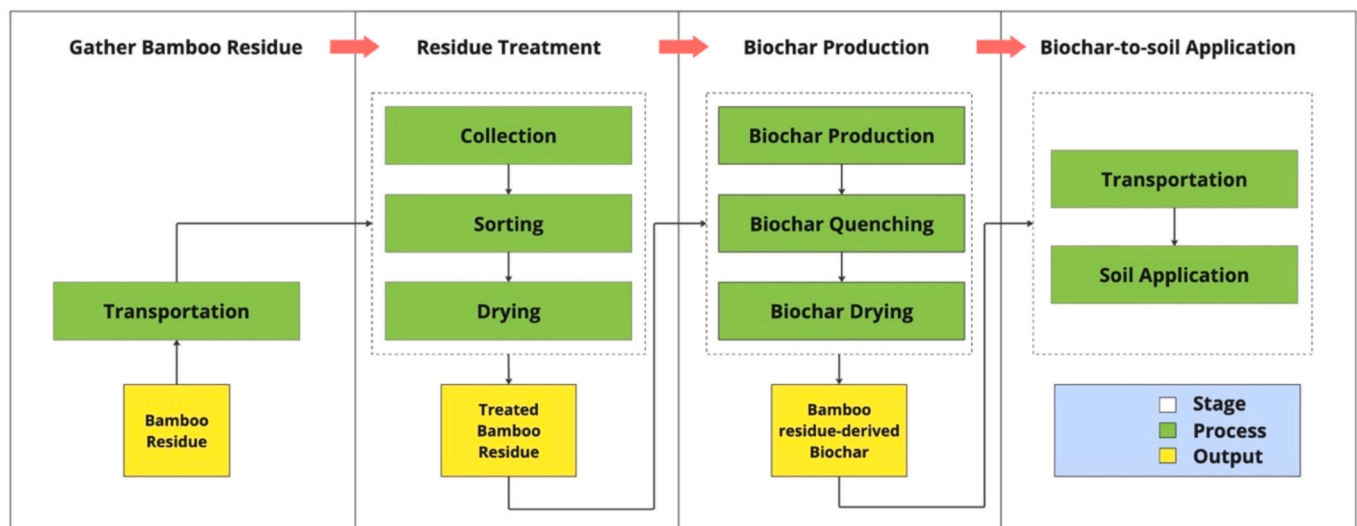 Gather Bamboo Residue
Residue Treatment
Biochar Production
Biochar-to-soil Application
Transportation
Bamboo
Residue
Collection
Sorting
Drying
Treated
Bamboo
Residue
Biochar Production
Biochar Quenching
Biochar Drying
Bamboo
residue-derived
Biochar
Transportation
Soil Application
Stage
Process
Output